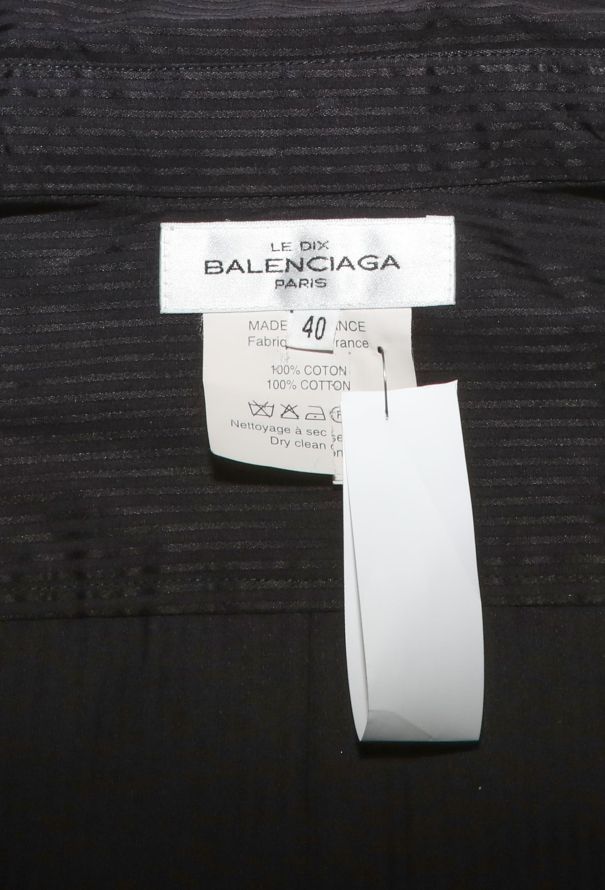 LE DIX
BALENCIAGA
PARIS
40
MADE
100% COTON
100% COTTON
Nettoyage à sec
Dry clean